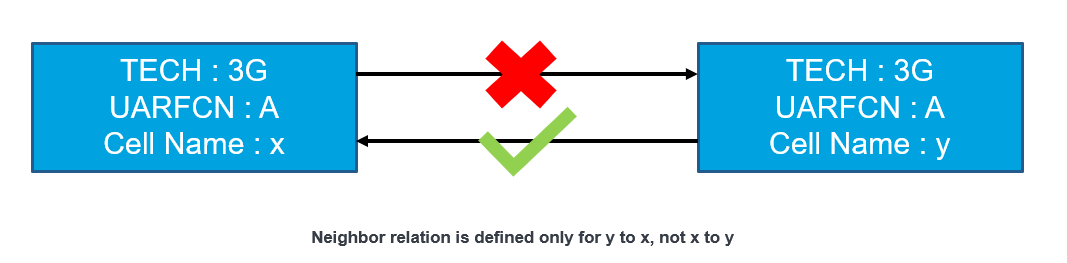 TECH : 3G
UARFCN : A
Cell Name : x
TECH : 3G
UARFCN : A
Cell Name : y
Neighbor relation is defined only for y to x, not x to y